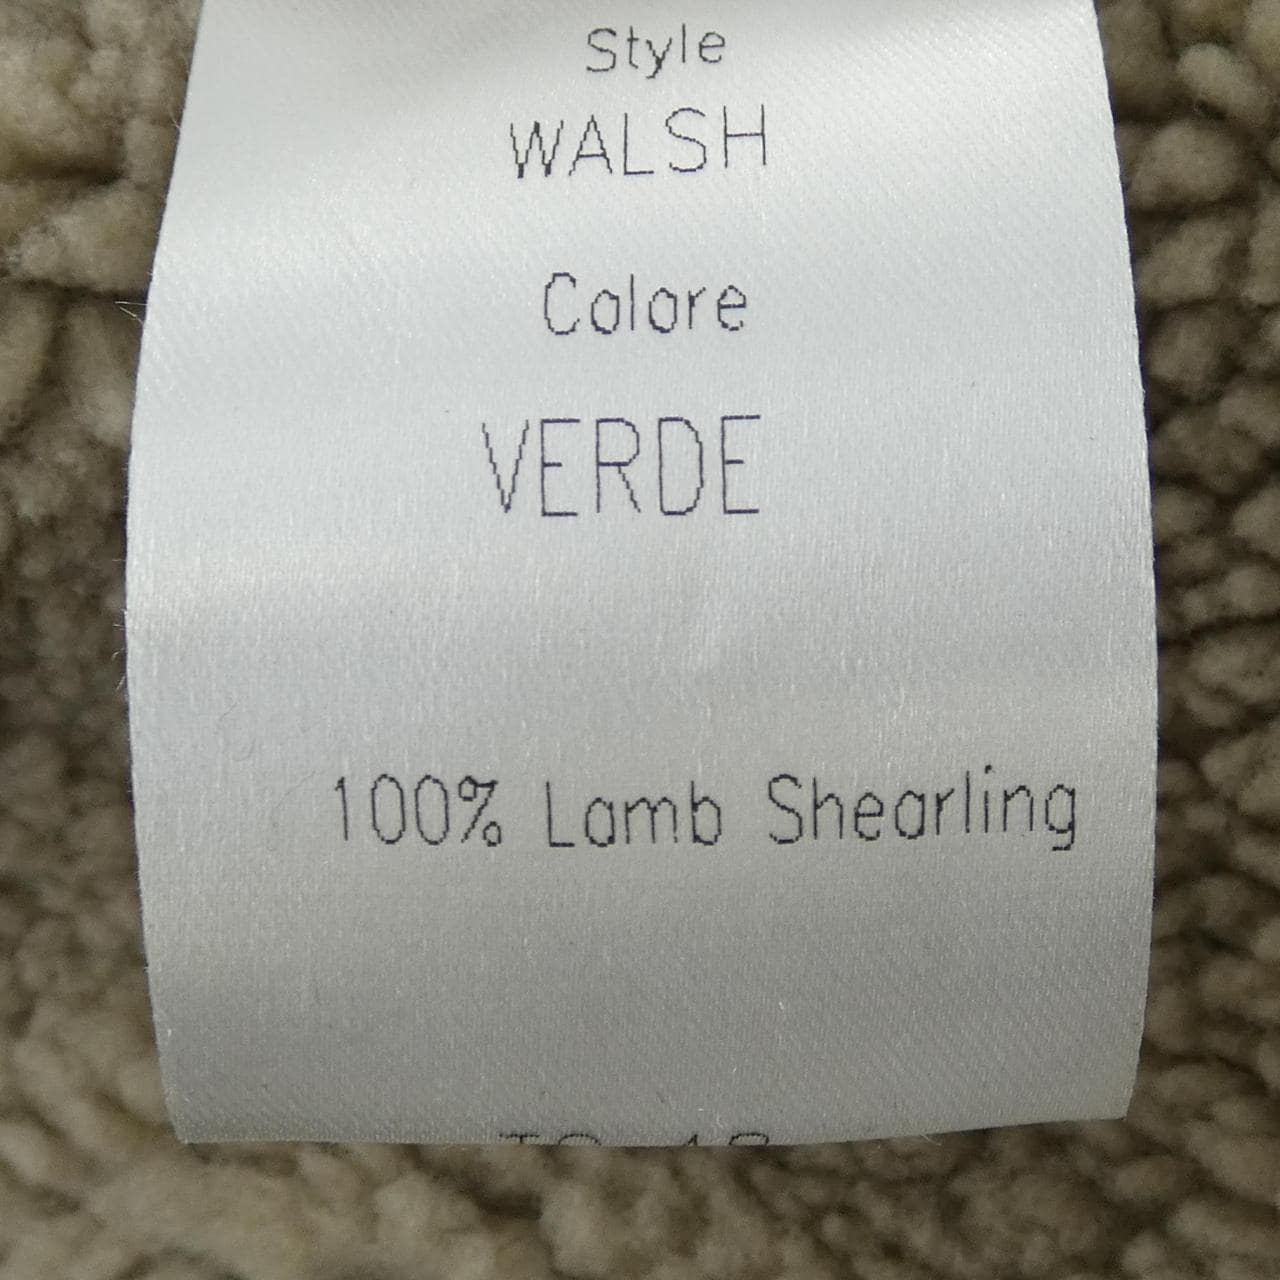 Style
WALSH
Colore
VERDE
100% Lamb Shearling